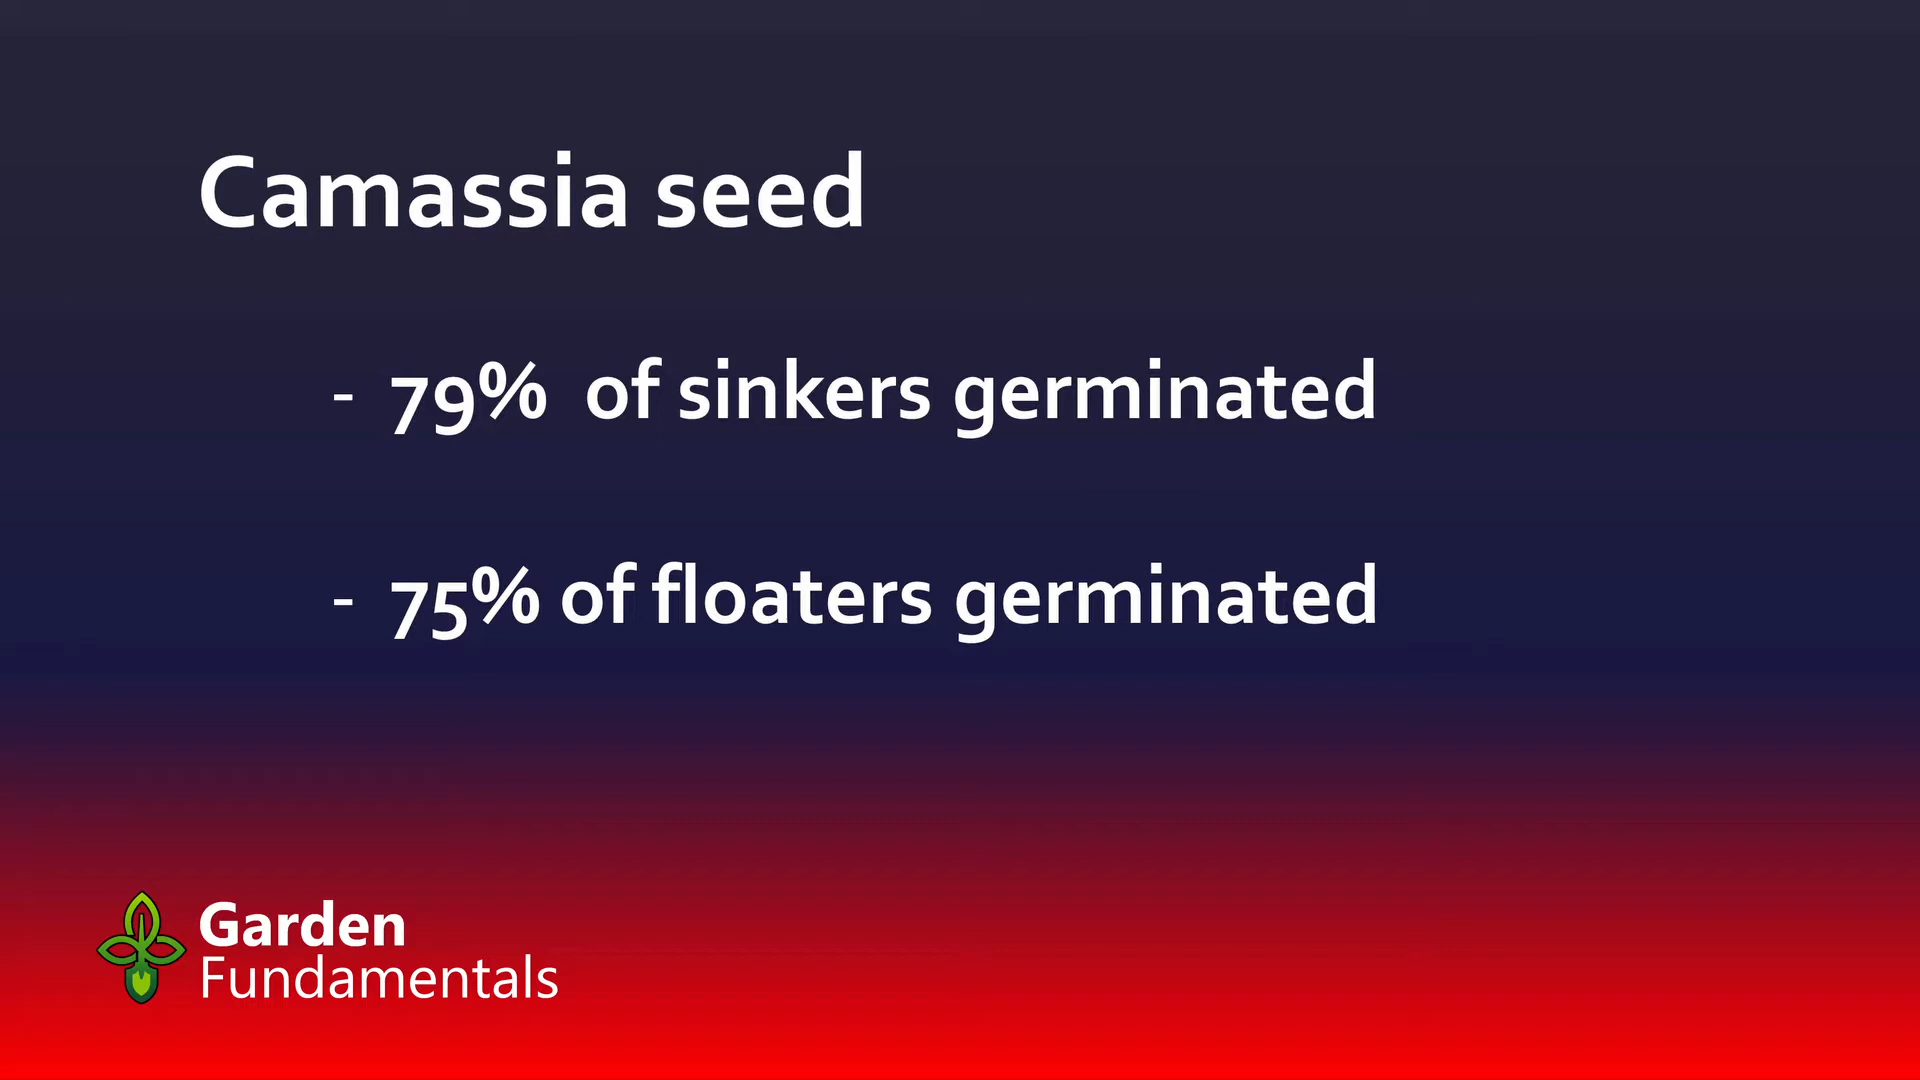 Camassia seed
- 79% of sinkers germinated
- 75% of floaters germinated
Garden
Fundamentals